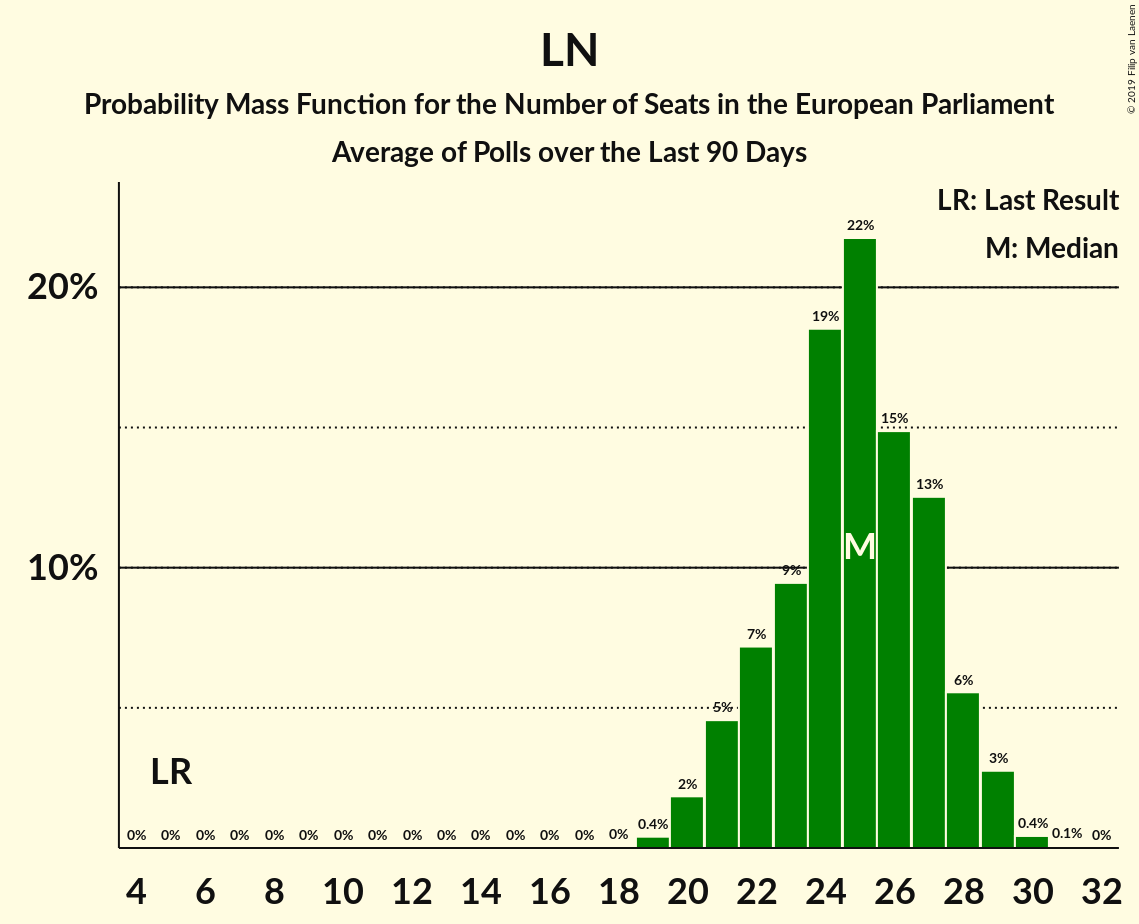 LN
Probability Mass Function for the Number of Seats in the European Parliament
Average of Polls over the Last 90 Days
© 2019 Filip van Laenen
LR: Last Result
M: Median
20%
10%
22%
19%
15%
13%
9%
7%
6%
5%
3%
2%
M
LR
0% 0% 0% 0% 0% 0% 0% 0% 0% 0% 0% 0% 0% 0% 0% 0.4% 0.4% 0.1% 0%
4 6 8 10 12 14 16 18 20 22 24 26 28 30 32